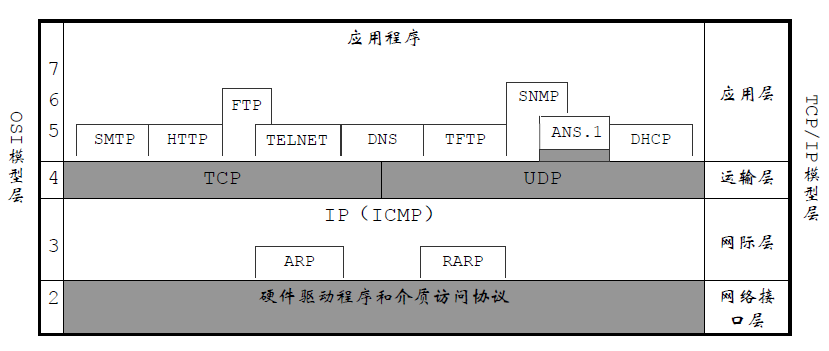 应用程序
7
6
5
FTP
SNMP
SMTP
HTTP
TELNET
DNS
TFTP
ANS.1
DHCP
应用层
OSI模型层
TCP/IP模型层
4
TCP
UDP
运输层
IP（ICMP）
3
ARP
RARP
网际层
2
硬件驱动程序和介质访问协议
网络接
口层